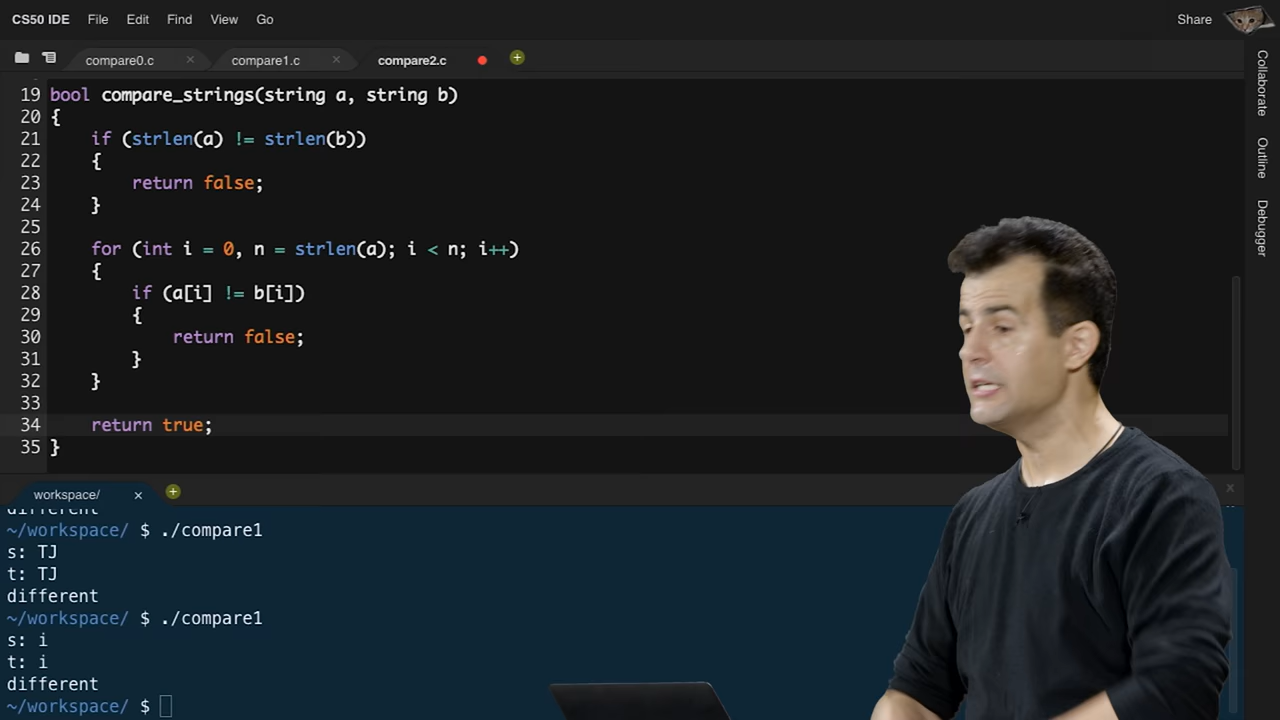 CS50 IDE File Edit Find View Go Share
compare0.c × compare1.c × compare2.c
19 bool compare_strings(string a, string b)
20 {
21     if (strlen(a) != strlen(b))
22     {
23         return false;
24     }
25
26     for (int i = 0, n = strlen(a); i < n; i++)
27     {
28         if (a[i] != b[i])
29         {
30             return false;
31         }
32     }
33
34     return true;
35 }
Collaborate
Outline
Debugger
workspace/ ×
different
~/workspace/ $ ./compare1
s: TJ
t: TJ
different
~/workspace/ $ ./compare1
s: i
t: i
different
~/workspace/ $